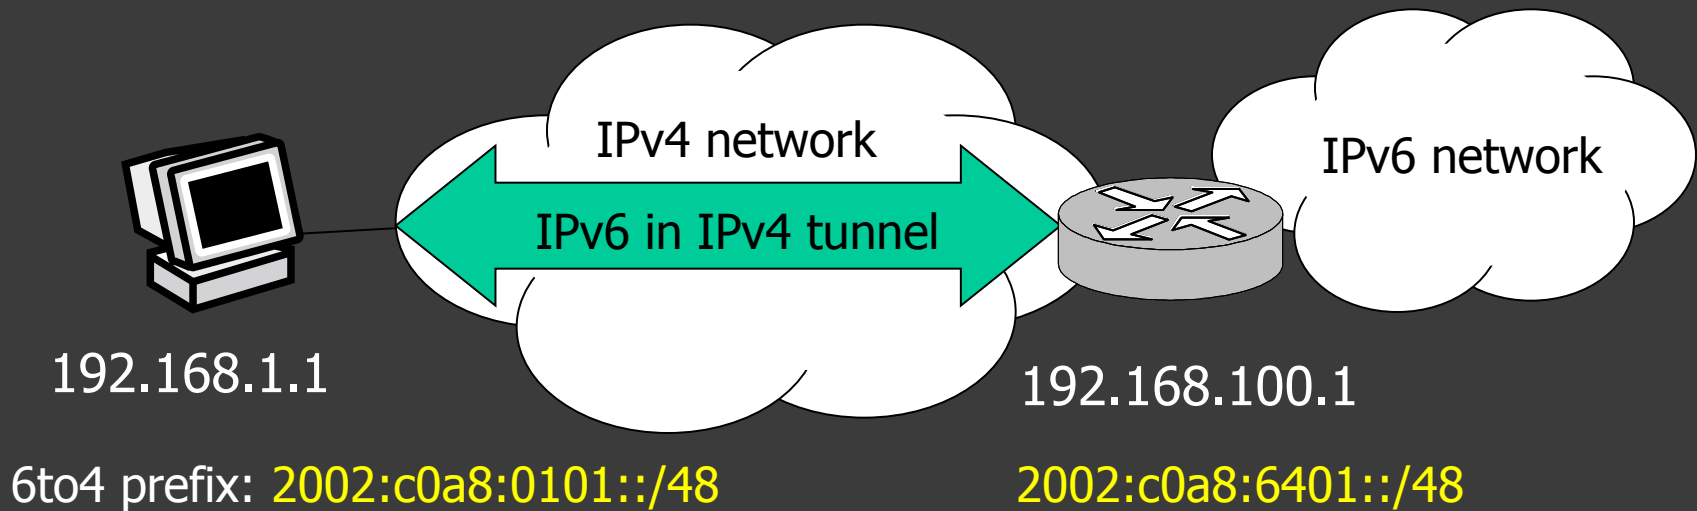 IPv4 network
IPv6 network
IPv6 in IPv4 tunnel
192.168.1.1
192.168.100.1
6to4 prefix: 2002:c0a8:0101::/48
2002:c0a8:6401::/48